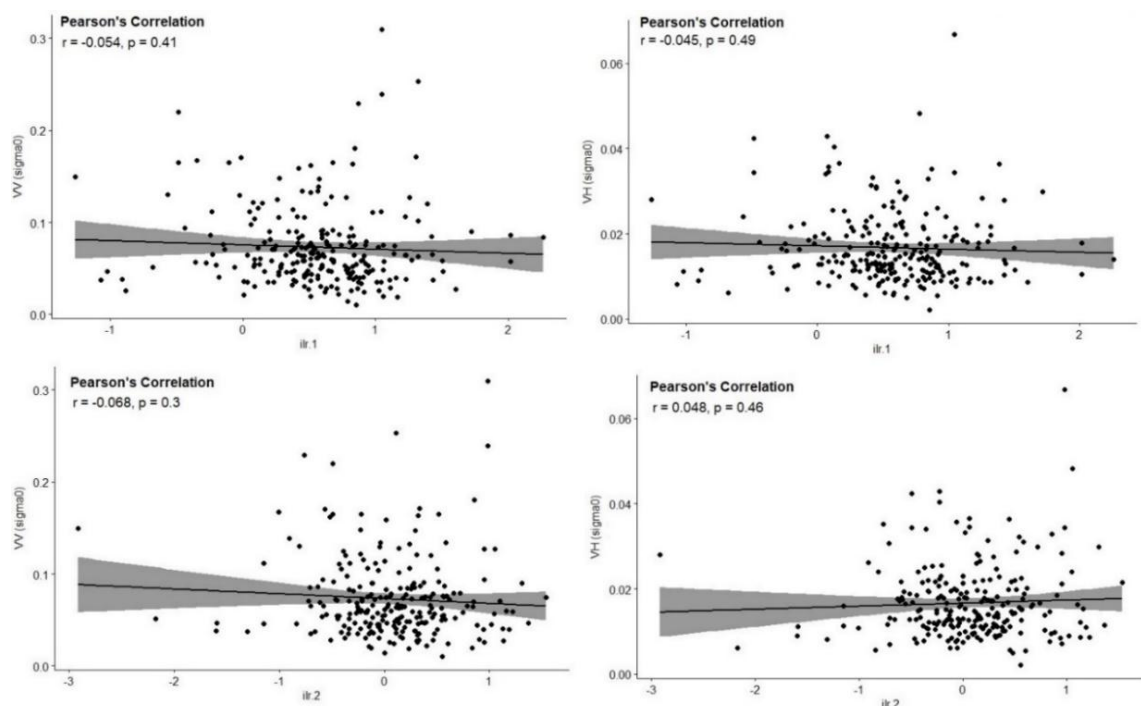 Pearson's Correlation
r = -0.054, p = 0.41
0.3
0.2
0.1
0.0
VV (sigma0)
-1
0
1
2
ilr.1
Pearson's Correlation
r = -0.045, p = 0.49
0.06
0.04
0.02
0.00
VH (sigma0)
-1
0
1
2
ilr.1
Pearson's Correlation
r = -0.068, p = 0.3
0.3
0.2
0.1
0.0
VV (sigma0)
-3
-2
-1
0
1
ilr.2
Pearson's Correlation
r = 0.048, p = 0.46
0.06
0.04
0.02
0.00
VH (sigma0)
-3
-2
-1
0
1
ilr.2